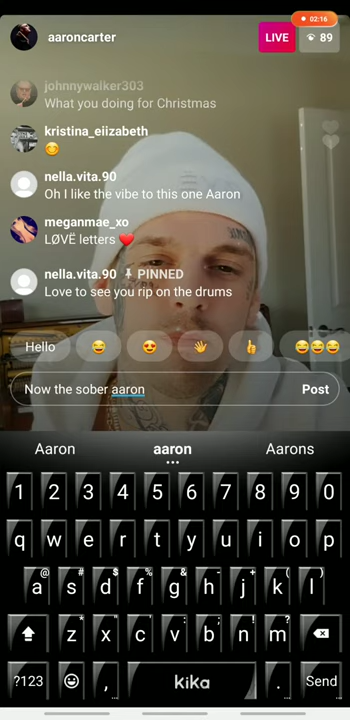 02:16
aaroncarter
LIVE
89
johnnywalker303
What you doing for Christmas
kristina_eiizabeth
nella.vita.90
Oh I like the vibe to this one Aaron
meganmae_xo
LØVË letters ❤️
nella.vita.90 PINNED
Love to see you rip on the drums
Hello 😂 😍 👋 👍 😂😂😂
Now the sober aaron Post
Aaron aaron Aarons
1 2 3 4 5 6 7 8 9 0
q w e r t y u i o p
@ # $ % & - + ( )
a s d f g h j k l
* " ' : ; ! ?
z x c v b n m
?123 , kika . Send